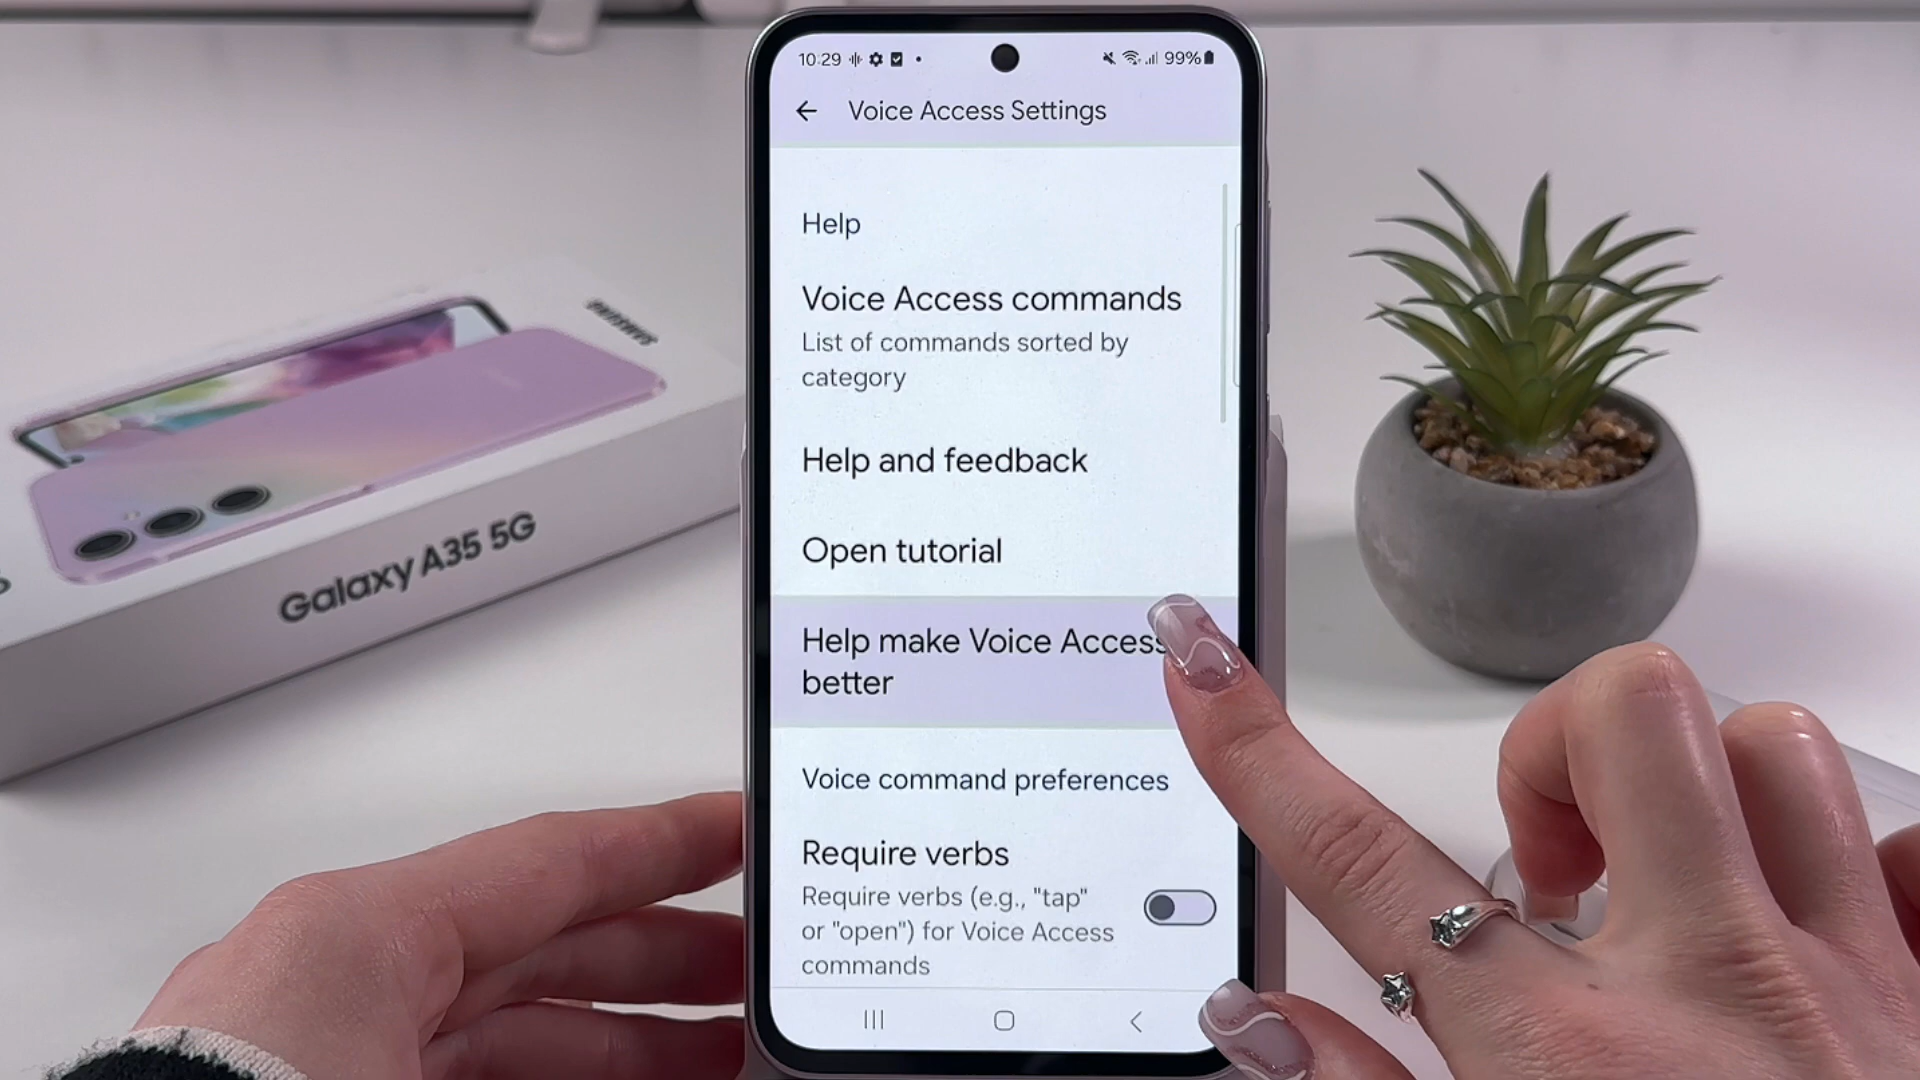 10:29
99%
Voice Access Settings
Help
Voice Access commands
List of commands sorted by
category
Help and feedback
Open tutorial
Help make Voice Access
better
Voice command preferences
Require verbs
Require verbs (e.g., "tap"
or "open") for Voice Access
commands
SAMSUNG
Galaxy A35 5G